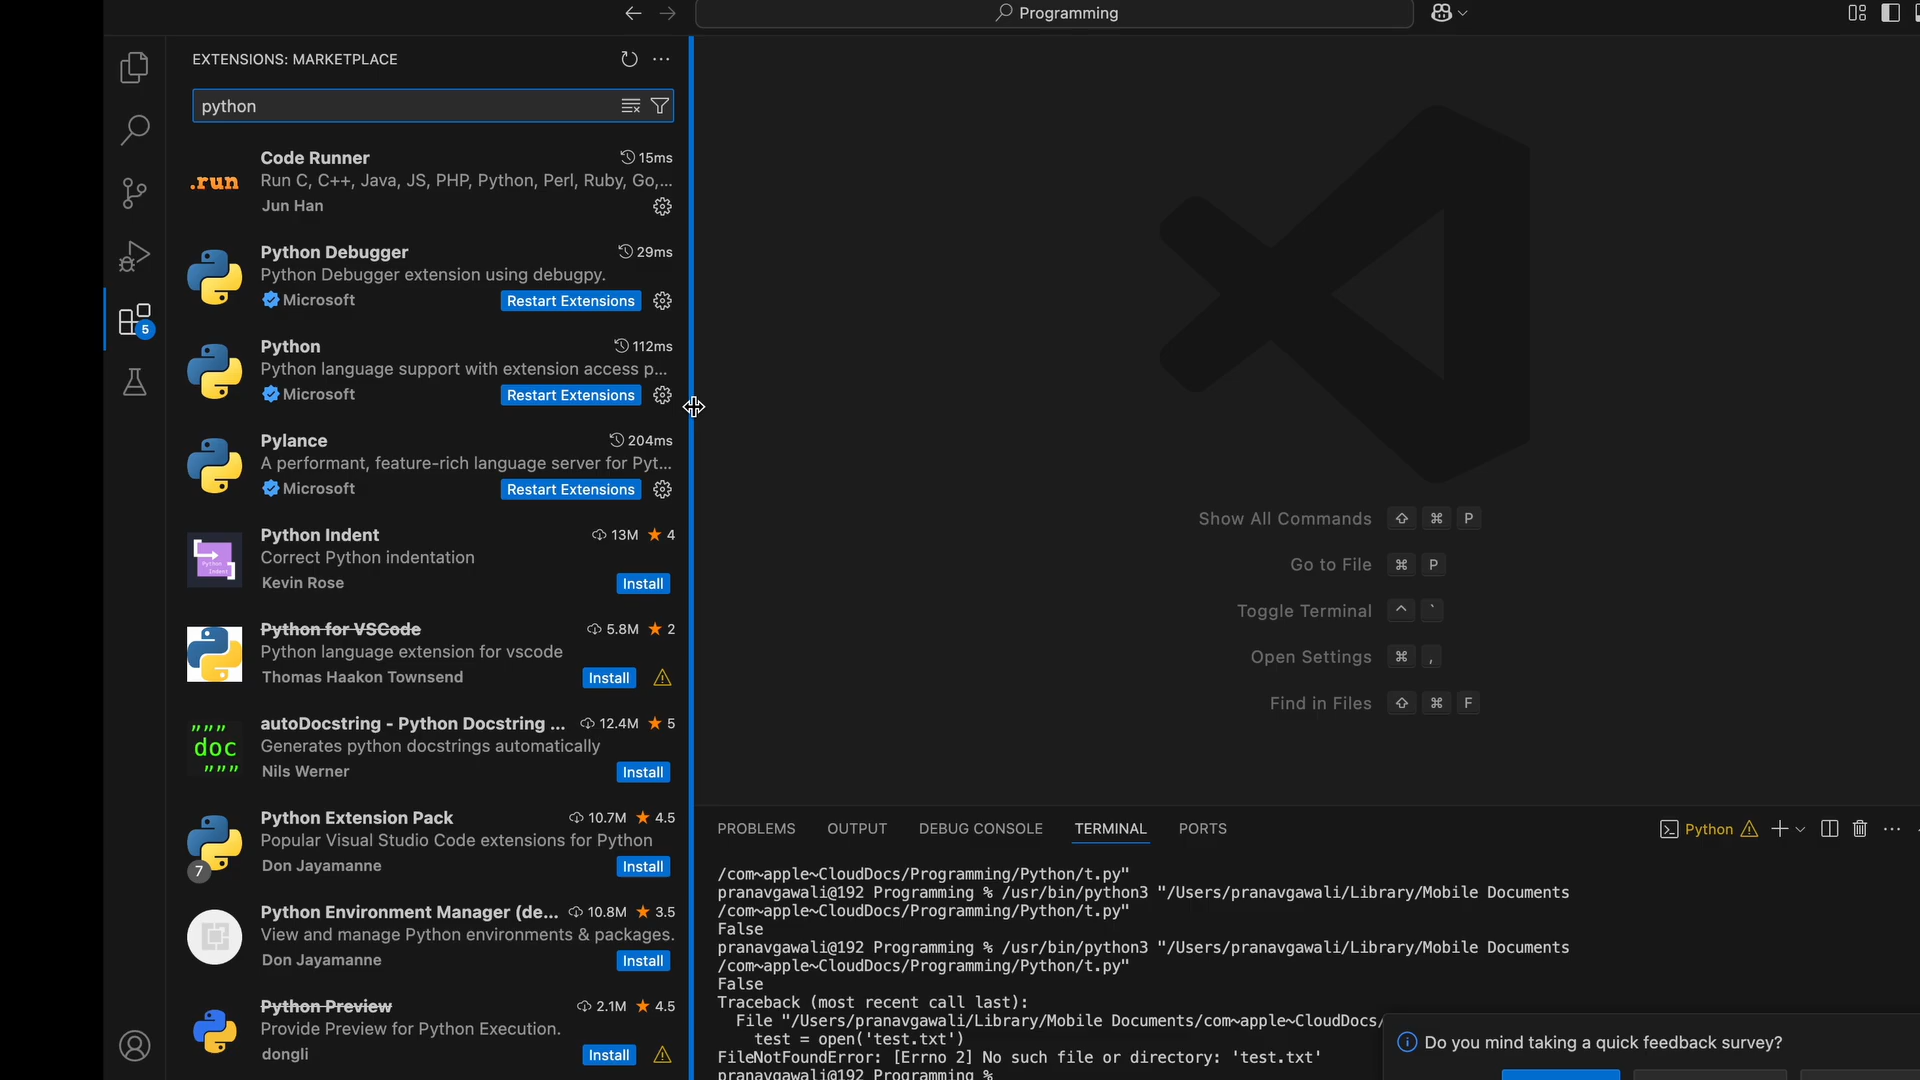 Programming
EXTENSIONS: MARKETPLACE
python
Code Runner
15ms
.run
Run C, C++, Java, JS, PHP, Python, Perl, Ruby, Go,...
Jun Han
Python Debugger
29ms
Python Debugger extension using debugpy.
Microsoft
Restart Extensions
5
Python
112ms
Python language support with extension access p...
Microsoft
Restart Extensions
Pylance
204ms
A performant, feature-rich language server for Pyt...
Microsoft
Restart Extensions
Python Indent
13M
4
Correct Python indentation
Python
Indent
Kevin Rose
Install
Python for VSCode
5.8M
2
Python language extension for vscode
Thomas Haakon Townsend
Install
autoDocstring - Python Docstring ...
12.4M
5
"""
doc
"""
Generates python docstrings automatically
Nils Werner
Install
Python Extension Pack
10.7M
4.5
Popular Visual Studio Code extensions for Python
Don Jayamanne
Install
7
Python Environment Manager (de...
10.8M
3.5
View and manage Python environments & packages.
Don Jayamanne
Install
Python Preview
2.1M
4.5
Provide Preview for Python Execution.
dongli
Install
Show All Commands ⇧ ⌘ P
Go to File ⌘ P
Toggle Terminal ^ `
Open Settings ⌘ ,
Find in Files ⇧ ⌘ F
PROBLEMS OUTPUT DEBUG CONSOLE TERMINAL PORTS
Python
/com~apple~CloudDocs/Programming/Python/t.py"
pranavgawali@192 Programming % /usr/bin/python3 "/Users/pranavgawali/Library/Mobile Documents
/com~apple~CloudDocs/Programming/Python/t.py"
False
pranavgawali@192 Programming % /usr/bin/python3 "/Users/pranavgawali/Library/Mobile Documents
/com~apple~CloudDocs/Programming/Python/t.py"
False
Traceback (most recent call last):
File "/Users/pranavgawali/Library/Mobile Documents/com~apple~CloudDocs/
test = open('test.txt')
FileNotFoundError: [Errno 2] No such file or directory: 'test.txt'
pranavgawali@192 Programming %
Do you mind taking a quick feedback survey?